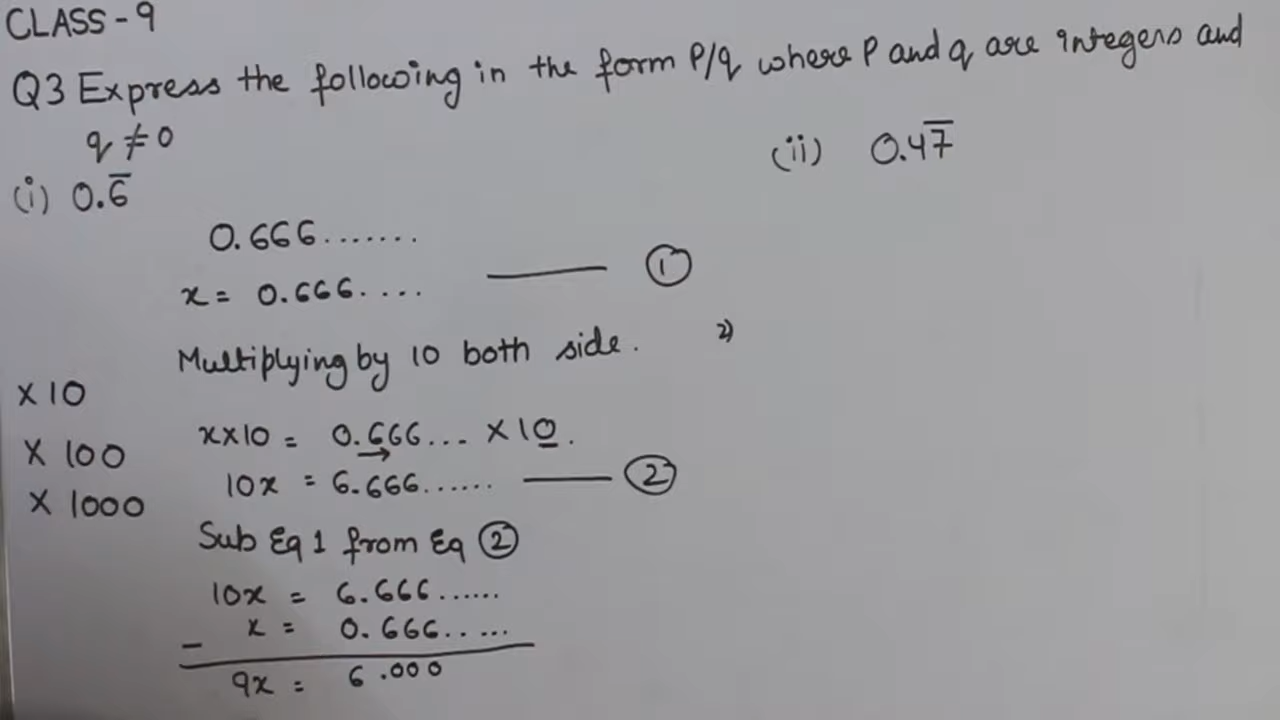 CLASS - 9
Q3 Express the following in the form P/q where P and q are integers and
q ≠ 0
(i) 0.6̅
(ii) 0.47̅
0.666.......
x = 0.666.... ——— ①
Multiplying by 10 both side. 2)
x 10
x 100
x 1000
x x 10 = 0.666... x 10.
10x = 6.666...... ——— ②
Sub Eq 1 from Eq ②
10x = 6.666......
- x = 0.666.....
9x = 6.000